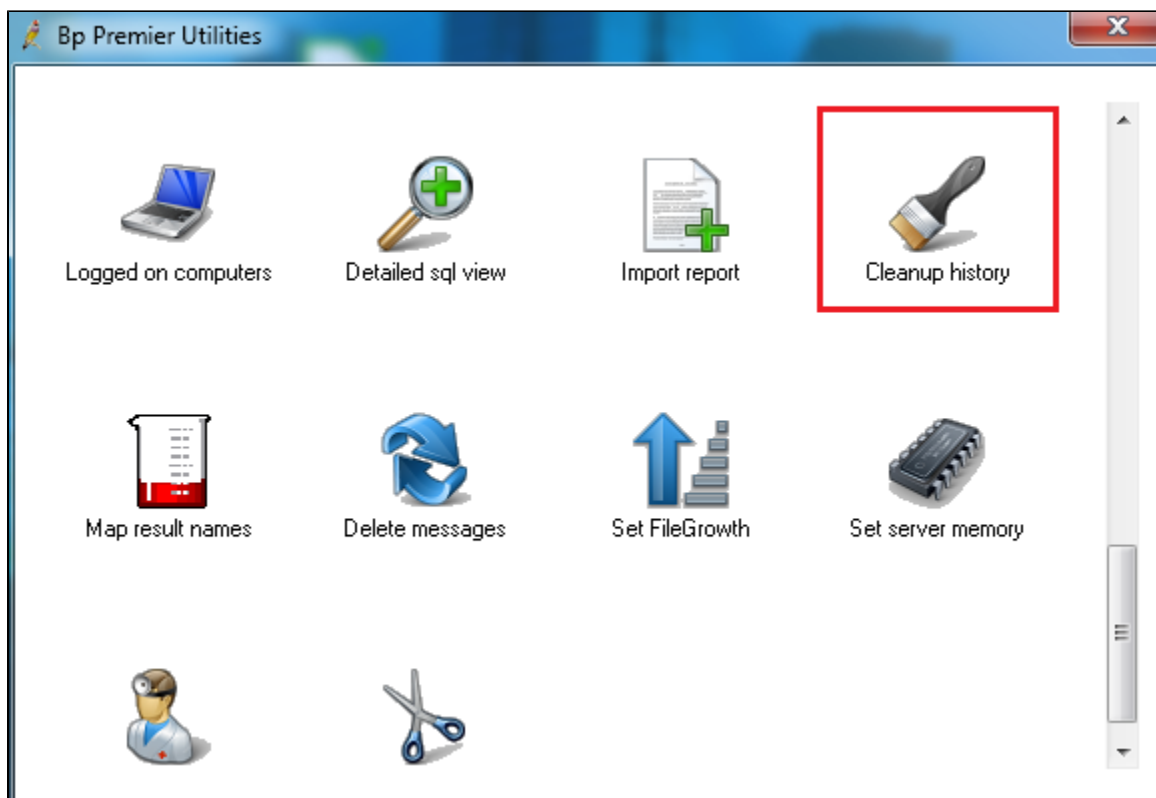 Bp Premier Utilities
Logged on computers
Detailed sql view
Import report
Cleanup history
Map result names
Delete messages
Set FileGrowth
Set server memory